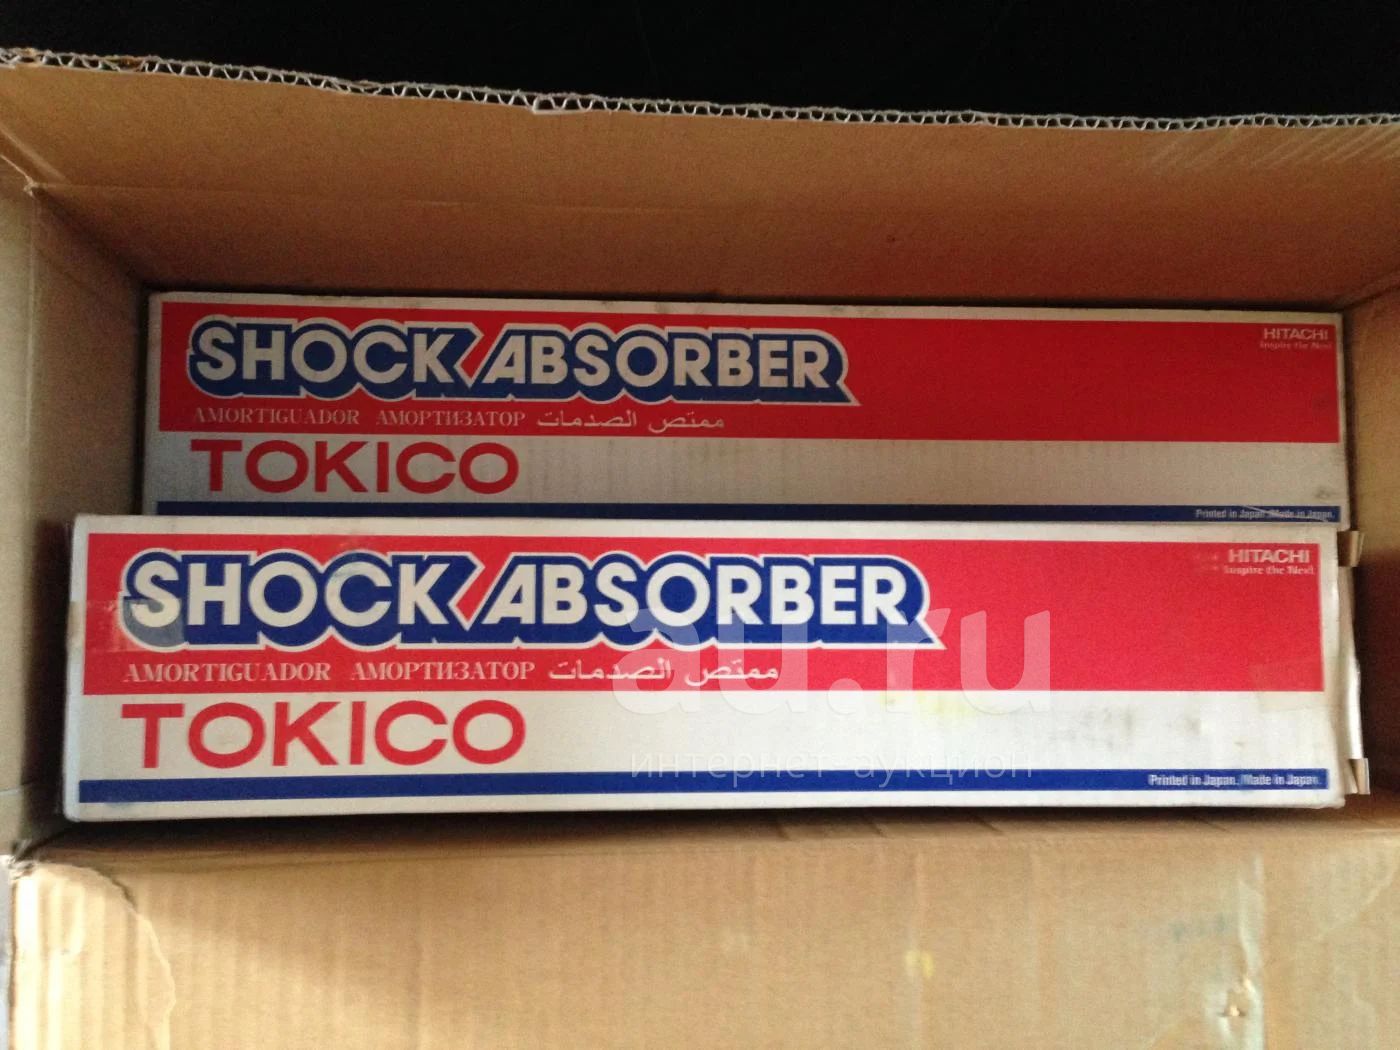 SHOCK ABSORBER
HITACHI
Inspire the Next
AMORTIGUADOR АМОРТИЗАТОР ممتص الصدمات
TOKICO
Printed in Japan./Made in Japan.
SHOCK ABSORBER
HITACHI
Inspire the Next
AMORTIGUADOR АМОРТИЗАТОР ممتص الصدمات
TOKICO
Printed in Japan./Made in Japan.
au.ru
интернет-аукцион